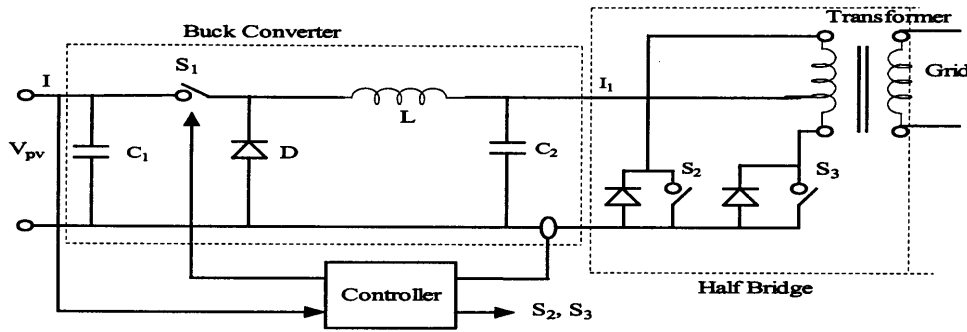 Transformer
Buck Converter
S1
I
I1
Grid
L
Vpv
C1
D
C2
S2
S3
Controller
S2, S3
Half Bridge